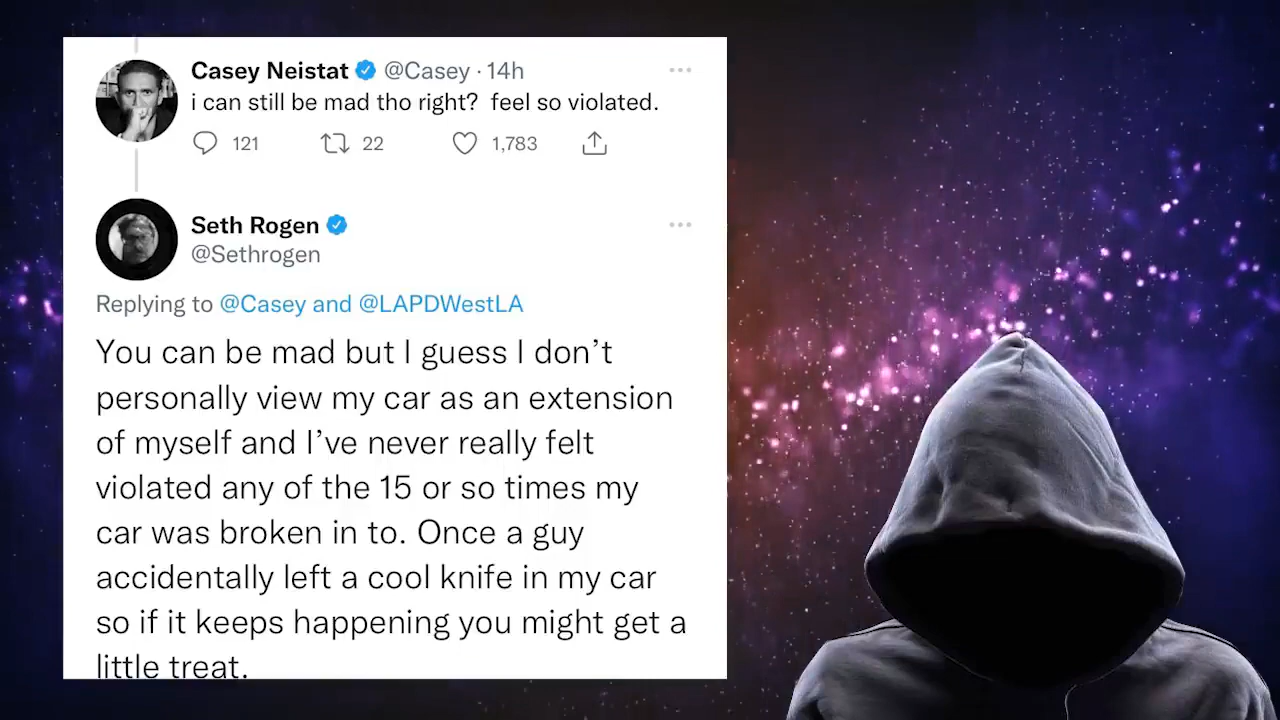 Casey Neistat @Casey · 14h
i can still be mad tho right?  feel so violated.
121 22 1,783
Seth Rogen
@Sethrogen
Replying to @Casey and @LAPDWestLA
You can be mad but I guess I don’t
personally view my car as an extension
of myself and I’ve never really felt
violated any of the 15 or so times my
car was broken in to. Once a guy
accidentally left a cool knife in my car
so if it keeps happening you might get a
little treat.